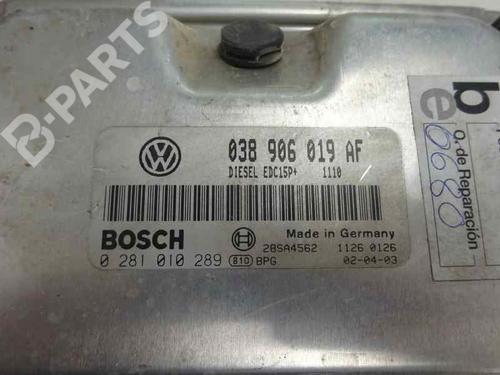 038 906 019 AF
DIESEL EDC15P+ 1110
BOSCH
Made in Germany
28SA4562 1126 0126
0 281 010 289 810 BPG 02-04-03
b
e
O. de Reparación
0680
B-PARTS